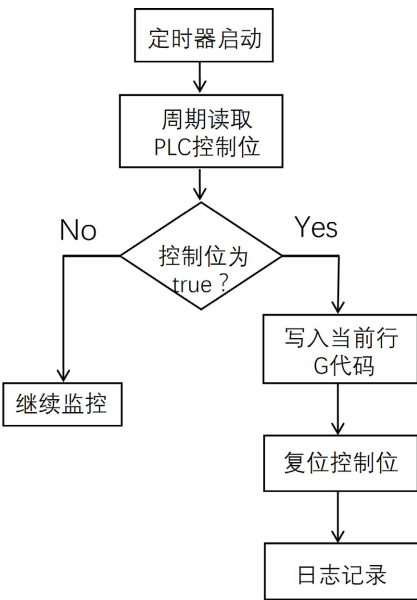 定时器启动
周期读取
PLC控制位
No
Yes
控制位为
true？
写入当前行
G代码
继续监控
复位控制位
日志记录